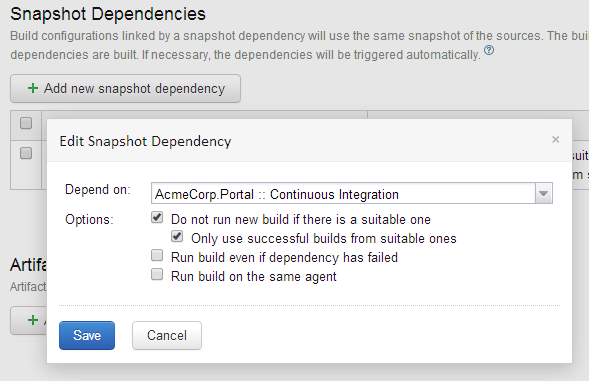 Snapshot Dependencies
Build configurations linked by a snapshot dependency will use the same snapshot of the sources. The bui
dependencies are built. If necessary, the dependencies will be triggered automatically. ?
+ Add new snapshot dependency
Edit Snapshot Dependency ×
Depend on: AcmeCorp.Portal :: Continuous Integration
Options: Do not run new build if there is a suitable one
Only use successful builds from suitable ones
Run build even if dependency has failed
Run build on the same agent
Save Cancel
suit
m s
Artifa
Artifact
+